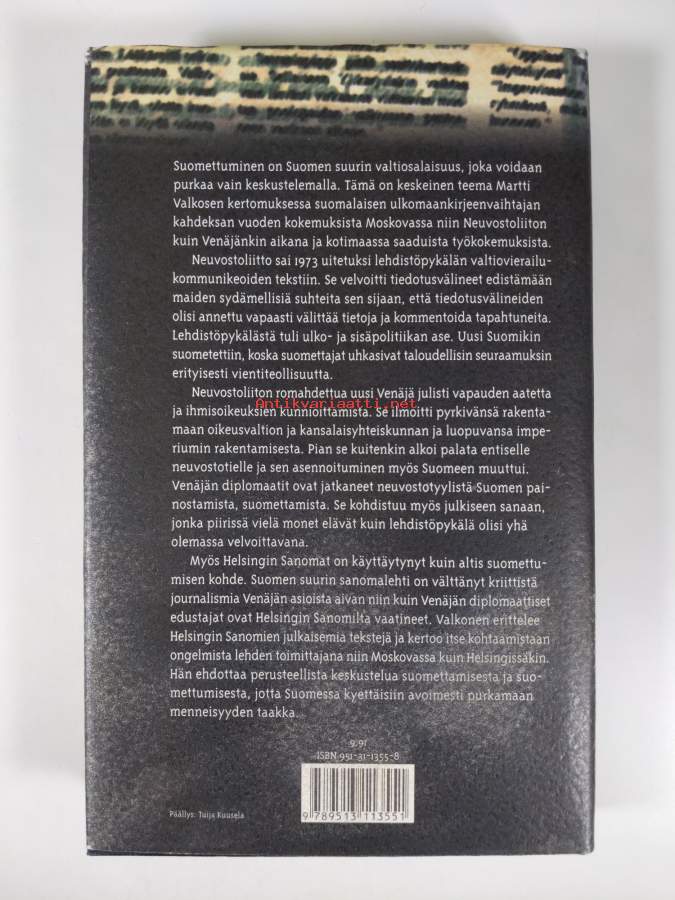 Suomettuminen on Suomen suurin valtiosalaisuus, joka voidaan
purkaa vain keskustelemalla. Tämä on keskeinen teema Martti
Valkosen kertomuksessa suomalaisen ulkomaankirjeenvaihtajan
kahdeksan vuoden kokemuksista Moskovassa niin Neuvostoliiton
kuin Venäjänkin aikana ja kotimaassa saaduista työkokemuksista.
Neuvostoliitto sai 1973 uitetuksi lehdistöpykälän valtiovierailu-
kommunikeoiden tekstiin. Se velvoitti tiedotusvälineet edistämään
maiden sydämellisiä suhteita sen sijaan, että tiedotusvälineiden
olisi annettu vapaasti välittää tietoja ja kommentoida tapahtuneita.
Lehdistöpykälästä tuli ulko- ja sisäpolitiikan ase. Uusi Suomikin
suometettiin, koska suomettajat uhkasivat taloudellisin seuraamuksin
erityisesti vientiteollisuutta.
Neuvostoliiton romahdettua uusi Venäjä julisti vapauden aatetta
Antikvariaatti.net
ja ihmisoikeuksien kunnioittamista. Se ilmoitti pyrkivänsä rakenta-
maan oikeusvaltion ja kansalaisyhteiskunnan ja luopuvansa impe-
riumin rakentamisesta. Pian se kuitenkin alkoi palata entiselle
neuvostotielle ja sen asennoituminen myös Suomeen muuttui.
Venäjän diplomaatit ovat jatkaneet neuvostotyylistä Suomen pai-
nostamista, suomettamista. Se kohdistuu myös julkiseen sanaan,
jonka piirissä vielä monet elävät kuin lehdistöpykälä olisi yhä
olemassa velvoittavana.
Myös Helsingin Sanomat on käyttäytynyt kuin altis suomettu-
misen kohde. Suomen suurin sanomalehti on välttänyt kriittistä
journalismia Venäjän asioista aivan niin kuin Venäjän diplomaattiset
edustajat ovat Helsingin Sanomilta vaatineet. Valkonen erittelee
Helsingin Sanomien julkaisemia tekstejä ja kertoo itse kohtaamistaan
ongelmista lehden toimittajana niin Moskovassa kuin Helsingissäkin.
Hän ehdottaa perusteellista keskustelua suomettamisesta ja suo-
mettumisesta, jotta Suomessa kyettäisiin avoimesti purkamaan
menneisyyden taakka.
9.91
ISBN 951-31-1355-8
9 789513 113551
Päällys: Tuija Kuusela